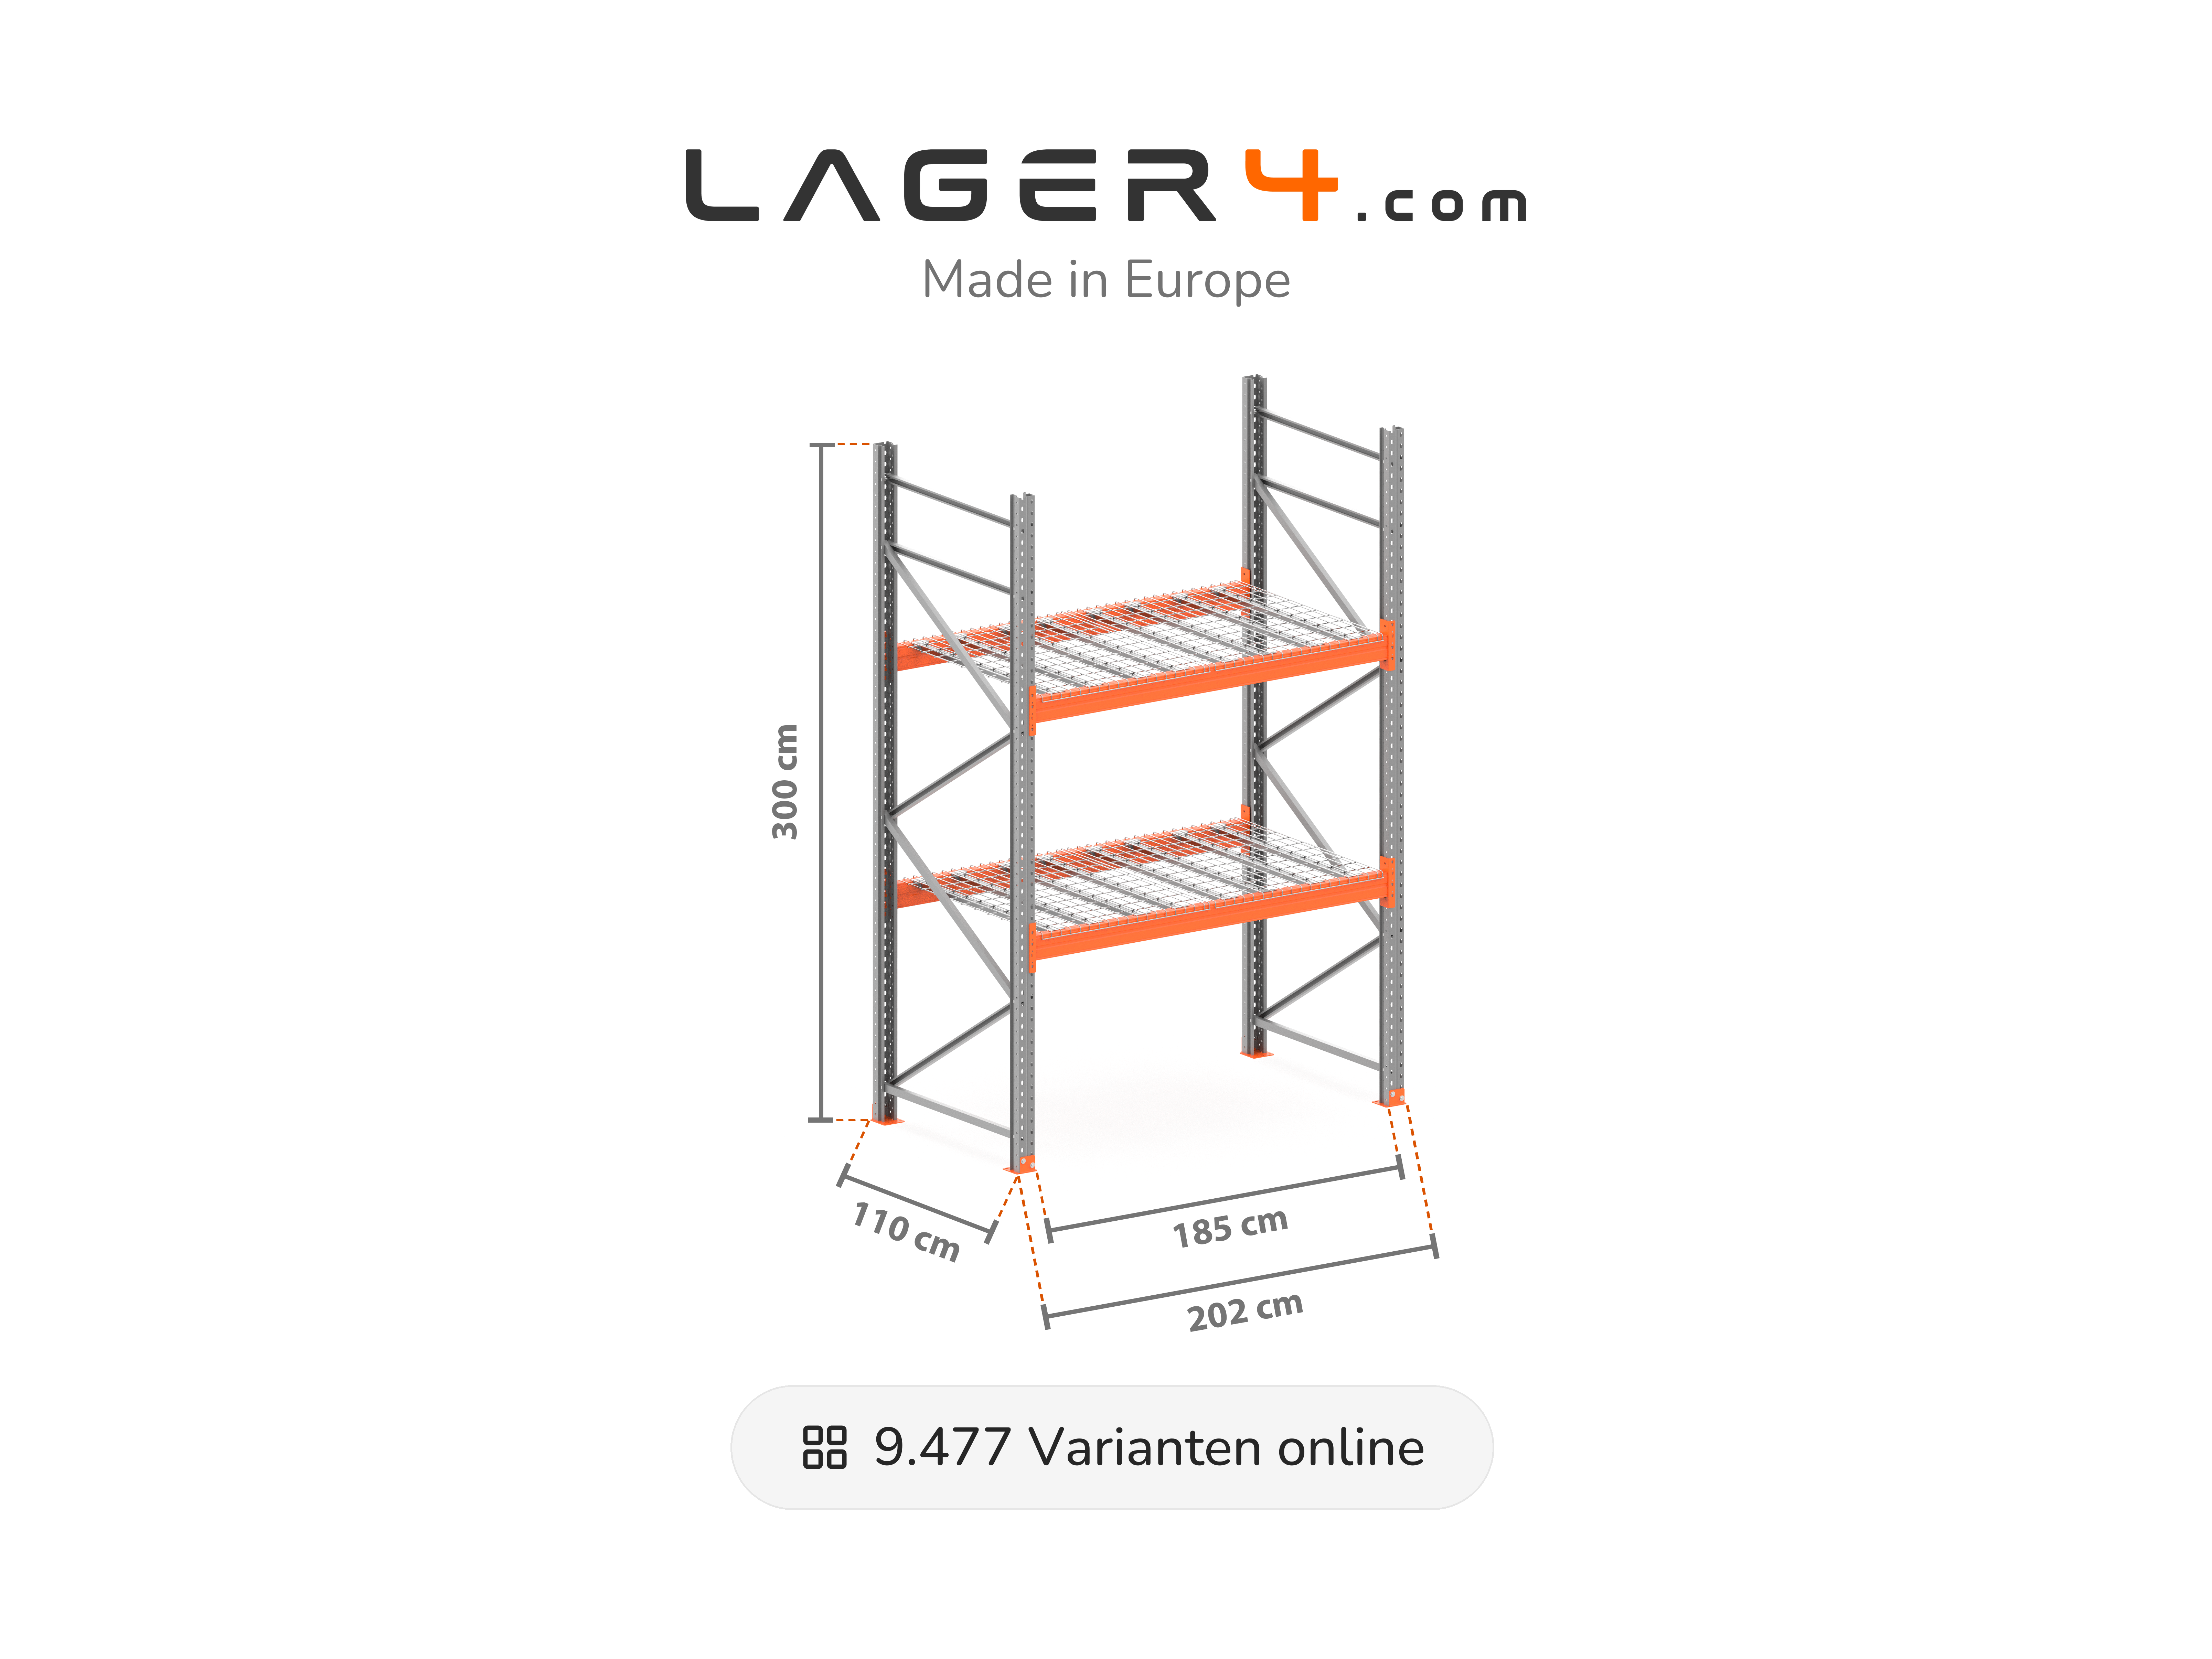 LAGER4.com
Made in Europe
300 cm
110 cm
185 cm
202 cm
9.477 Varianten online